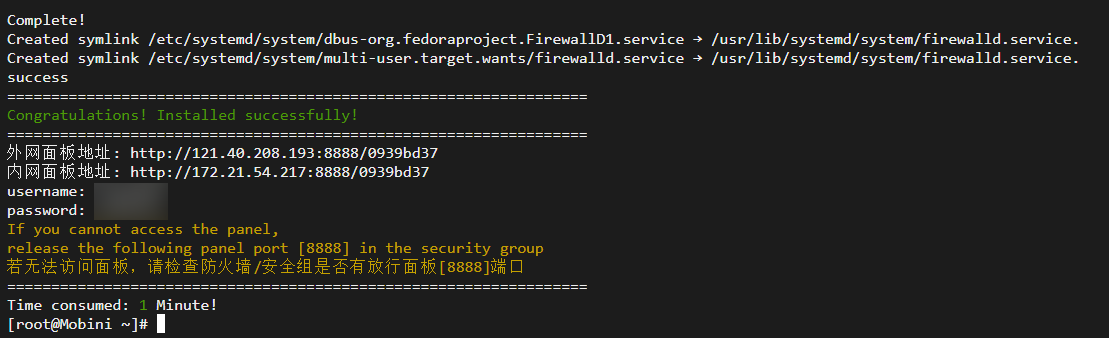 Complete!
Created symlink /etc/systemd/system/dbus-org.fedoraproject.FirewallD1.service → /usr/lib/systemd/system/firewalld.service.
Created symlink /etc/systemd/system/multi-user.target.wants/firewalld.service → /usr/lib/systemd/system/firewalld.service.
success
==================================================================
Congratulations! Installed successfully!
==================================================================
外网面板地址: http://121.40.208.193:8888/0939bd37
内网面板地址: http://172.21.54.217:8888/0939bd37
username:
password:
If you cannot access the panel,
release the following panel port [8888] in the security group
若无法访问面板，请检查防火墙/安全组是否有放行面板[8888]端口
==================================================================
Time consumed: 1 Minute!
[root@Mobini ~]#